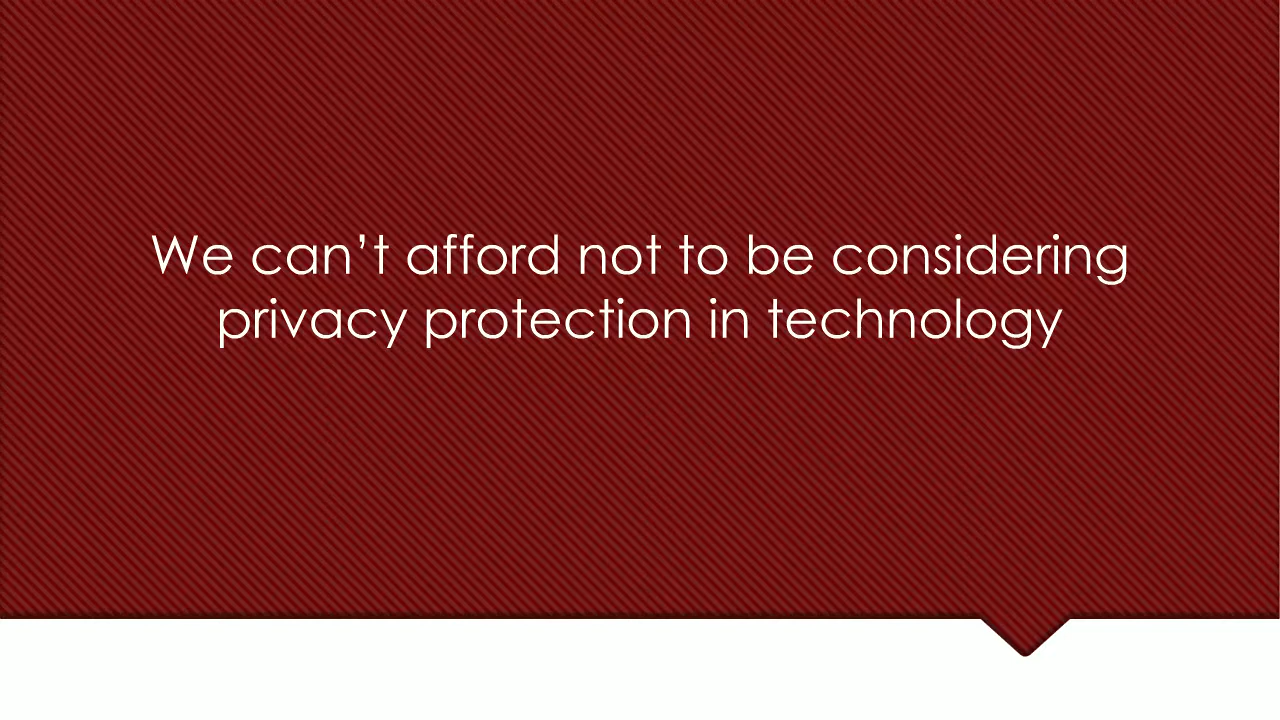 We can’t afford not to be considering
privacy protection in technology